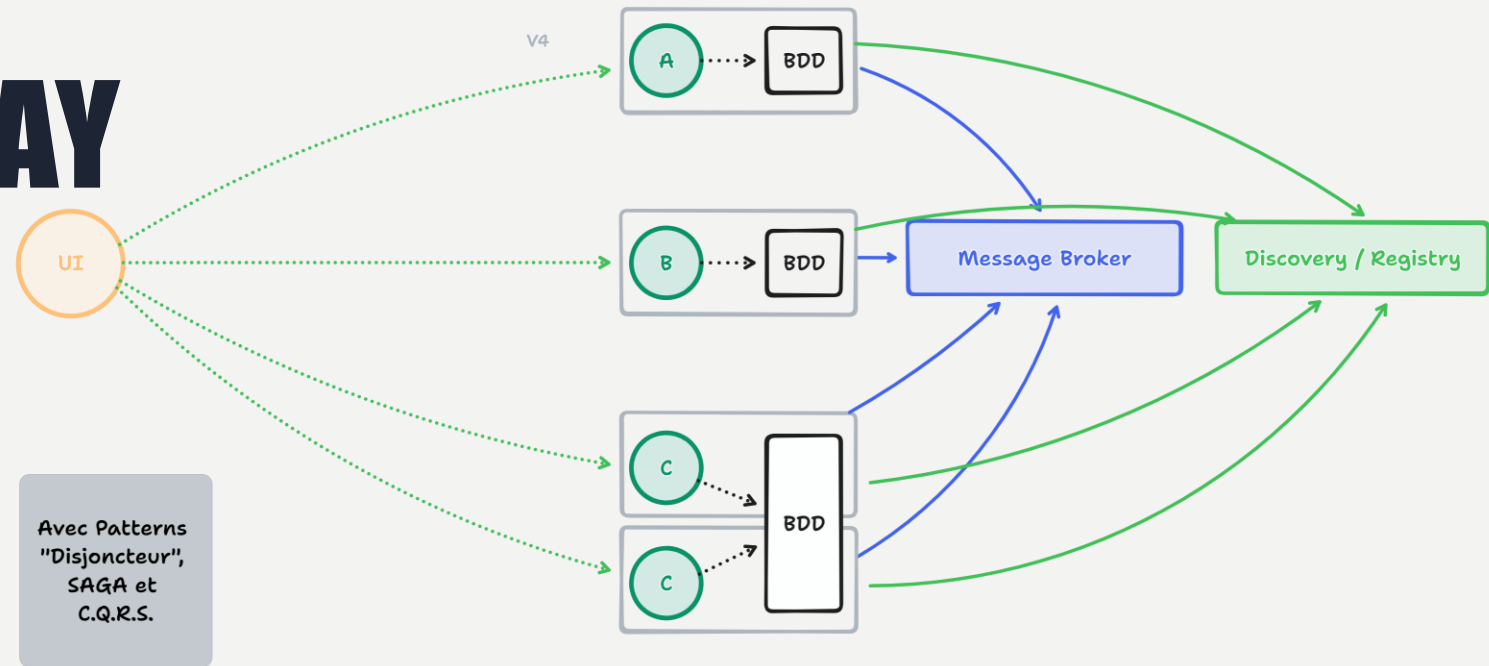 V4
AY
A
BDD
UI
B
BDD
Message Broker
Discovery / Registry
C
BDD
C
Avec Patterns
"Disjoncteur",
SAGA et
C.Q.R.S.